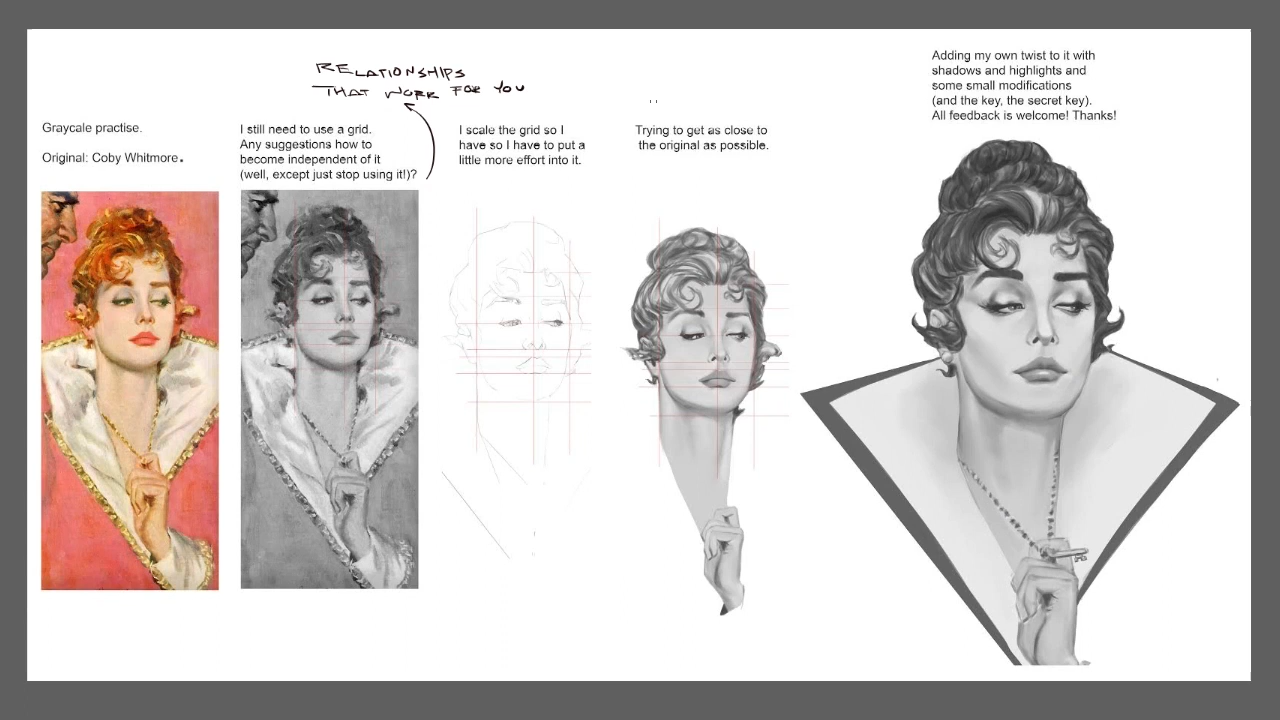 RELATIONSHIPS
THAT WORK FOR YOU
Graycale practise.
Original: Coby Whitmore.
I still need to use a grid.
Any suggestions how to
become independent of it
(well, except just stop using it!)?
I scale the grid so I
have so I have to put a
little more effort into it.
Trying to get as close to
the original as possible.
Adding my own twist to it with
shadows and highlights and
some small modifications
(and the key, the secret key).
All feedback is welcome! Thanks!